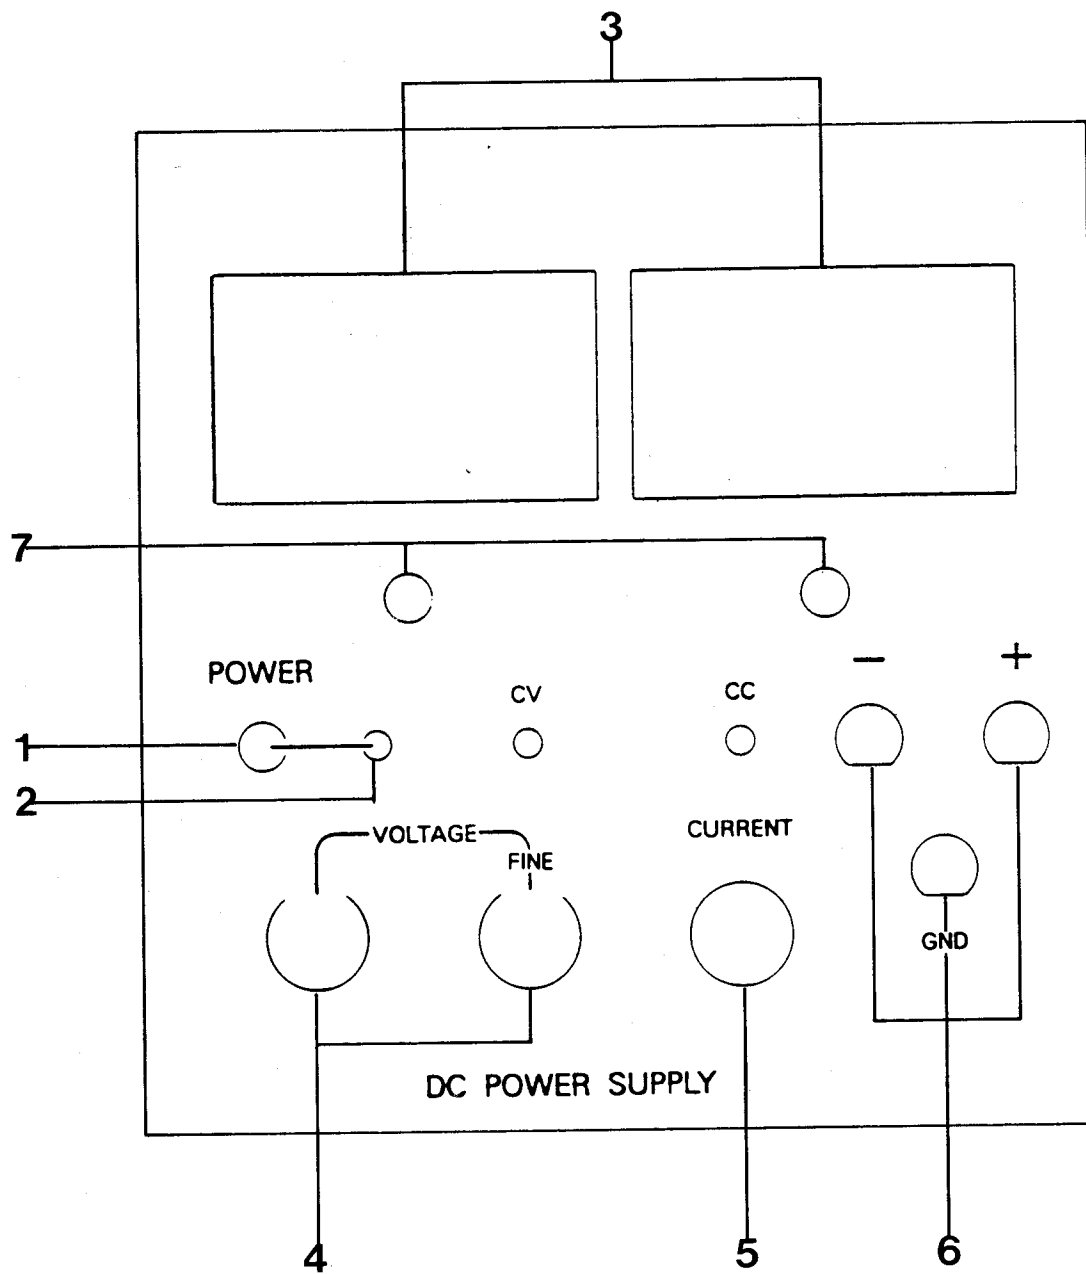 3
7
POWER
− +
CV
CC
1
2
VOLTAGE
CURRENT
FINE
GND
DC POWER SUPPLY
4
5
6